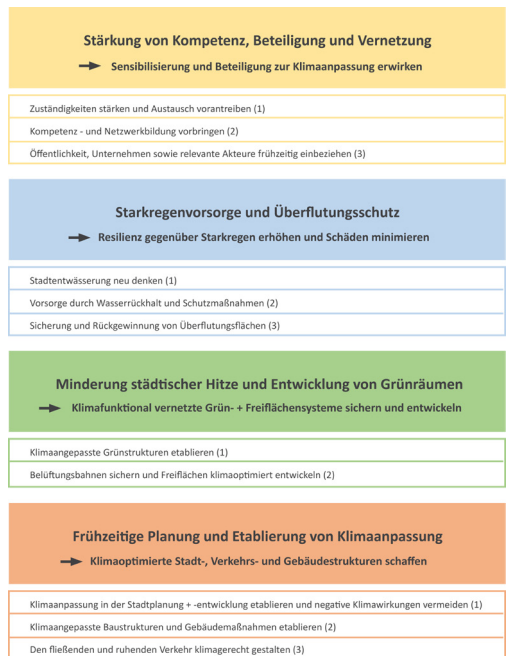 Stärkung von Kompetenz, Beteiligung und Vernetzung
Sensibilisierung und Beteiligung zur Klimaanpassung erwirken
Zuständigkeiten stärken und Austausch vorantreiben (1)
Kompetenz - und Netzwerkbildung vorbringen (2)
Öffentlichkeit, Unternehmen sowie relevante Akteure frühzeitig einbeziehen (3)
Starkregenvorsorge und Überflutungsschutz
Resilienz gegenüber Starkregen erhöhen und Schäden minimieren
Stadtentwässerung neu denken (1)
Vorsorge durch Wasserrückhalt und Schutzmaßnahmen (2)
Sicherung und Rückgewinnung von Überflutungsflächen (3)
Minderung städtischer Hitze und Entwicklung von Grünräumen
Klimafunktional vernetzte Grün- + Freiflächensysteme sichern und entwickeln
Klimaangepasste Grünstrukturen etablieren (1)
Belüftungsbahnen sichern und Freiflächen klimaoptimiert entwickeln (2)
Frühzeitige Planung und Etablierung von Klimaanpassung
Klimaoptimierte Stadt-, Verkehrs- und Gebäudestrukturen schaffen
Klimaanpassung in der Stadtplanung + -entwicklung etablieren und negative Klimawirkungen vermeiden (1)
Klimaangepasste Baustrukturen und Gebäudemaßnahmen etablieren (2)
Den fließenden und ruhenden Verkehr klimagerecht gestalten (3)